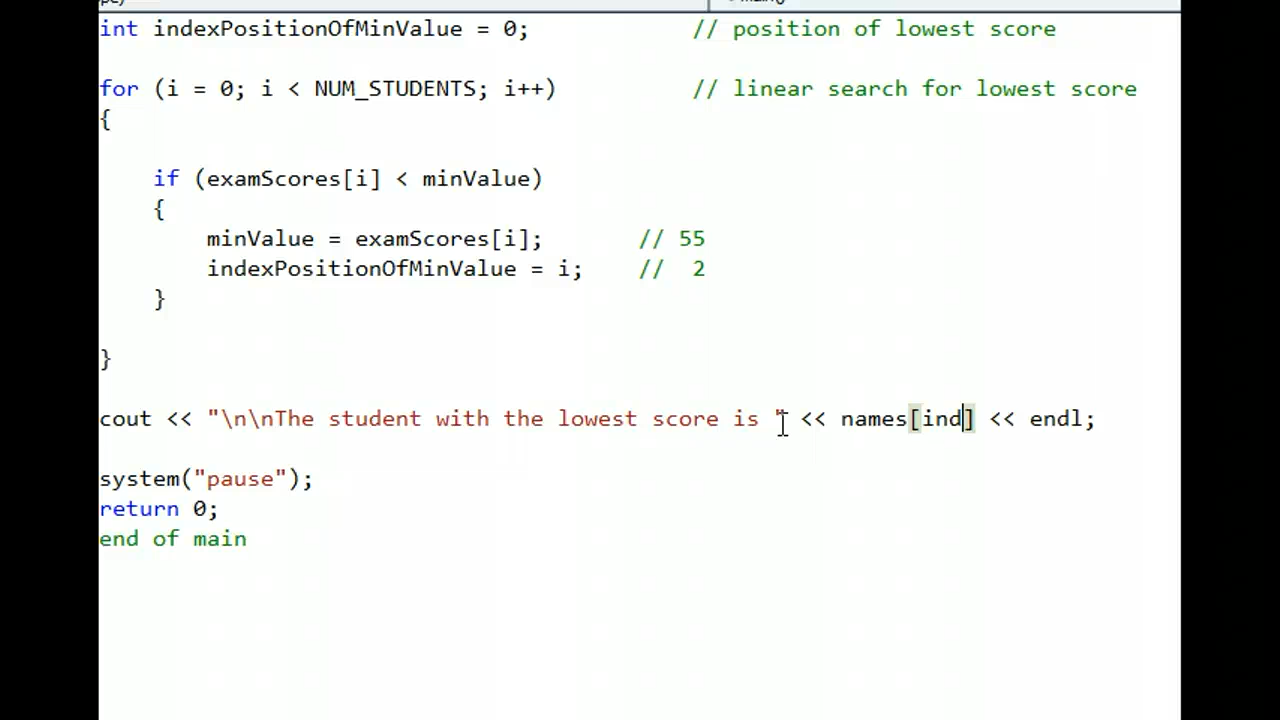 int indexPositionOfMinValue = 0; // position of lowest score
for (i = 0; i < NUM_STUDENTS; i++) // linear search for lowest score
{
if (examScores[i] < minValue)
{
minValue = examScores[i]; // 55
indexPositionOfMinValue = i; // 2
}
}
cout << "\n\nThe student with the lowest score is " << names[ind] << endl;
system("pause");
return 0;
end of main